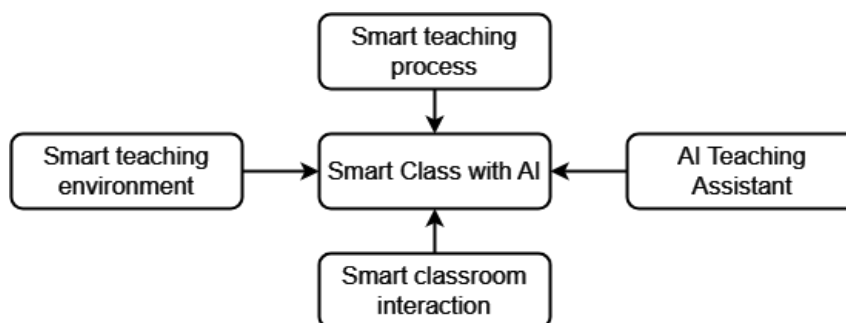 Smart teaching
process
Smart teaching
environment
Smart Class with AI
AI Teaching
Assistant
Smart classroom
interaction